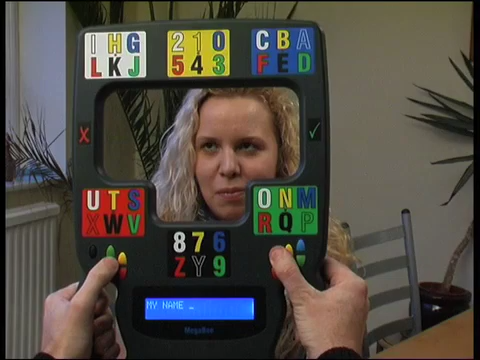 I H G 2 1 0 C B A
L K J 5 4 3 F E D
X ✓
U T S O N M
X W V R Q P
8 7 6
Z Y 9
MY NAME _
MegaBee